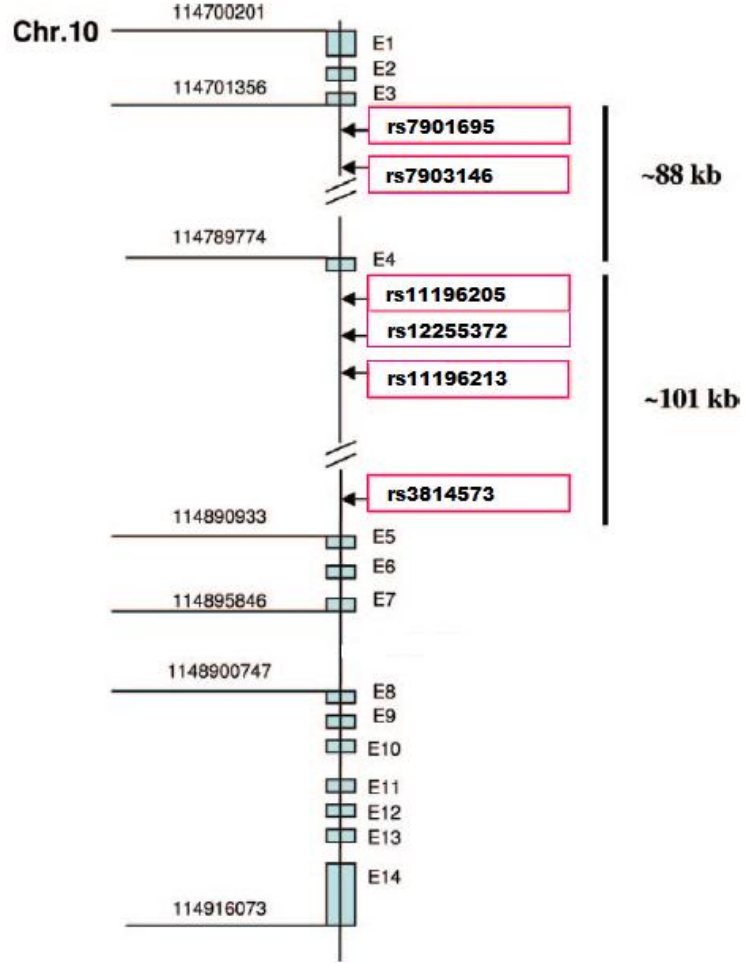 Chr.10
114700201
E1
E2
114701356
E3
rs7901695
rs7903146
~88 kb
114789774
E4
rs11196205
rs12255372
rs11196213
~101 kb
rs3814573
114890933
E5
E6
114895846
E7
1148900747
E8
E9
E10
E11
E12
E13
E14
114916073